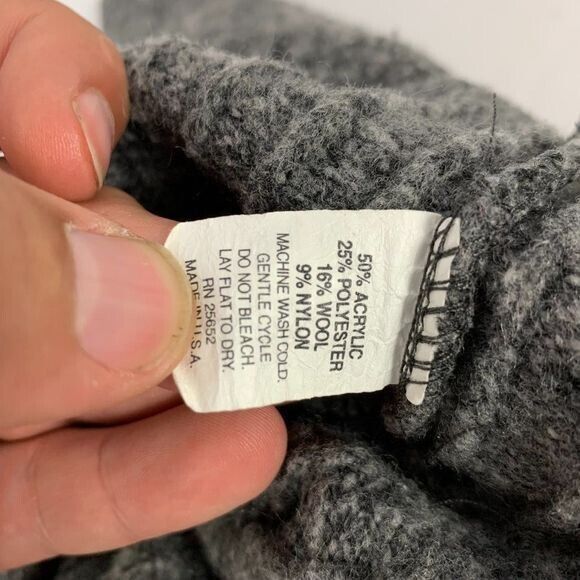 50% ACRYLIC
25% POLYESTER
16% WOOL
9% NYLON
MACHINE WASH COLD.
GENTLE CYCLE
DO NOT BLEACH.
LAY FLAT TO DRY.
RN 25652
MADE IN U.S.A.